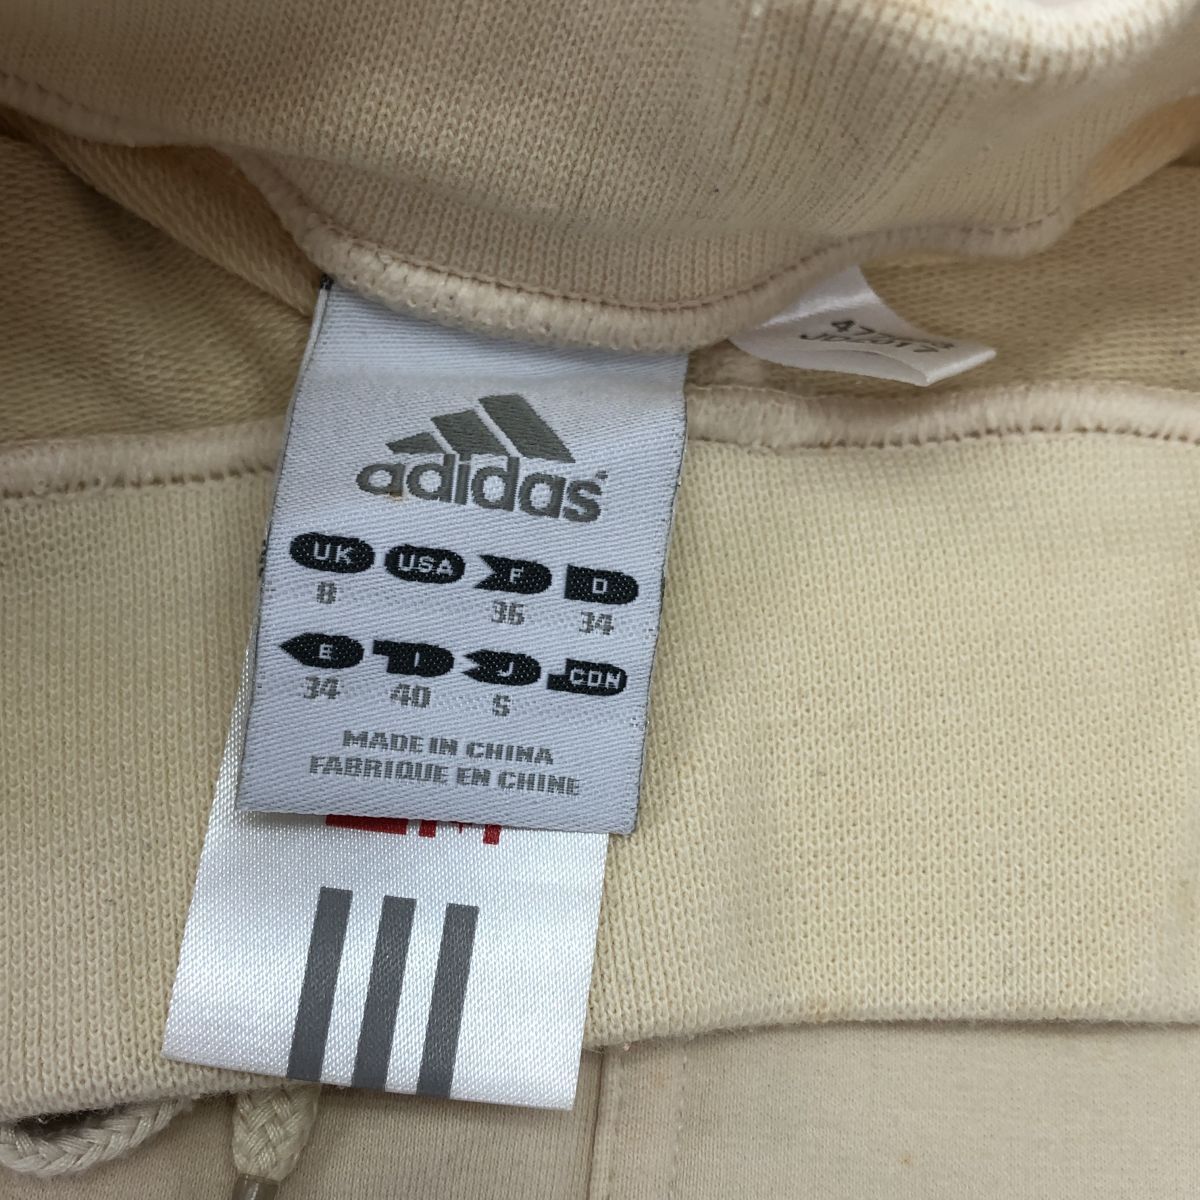 adidas
UK USA F D
8 36 34
E I J CDN
34 40 S
MADE IN CHINA
FABRIQUE EN CHINE